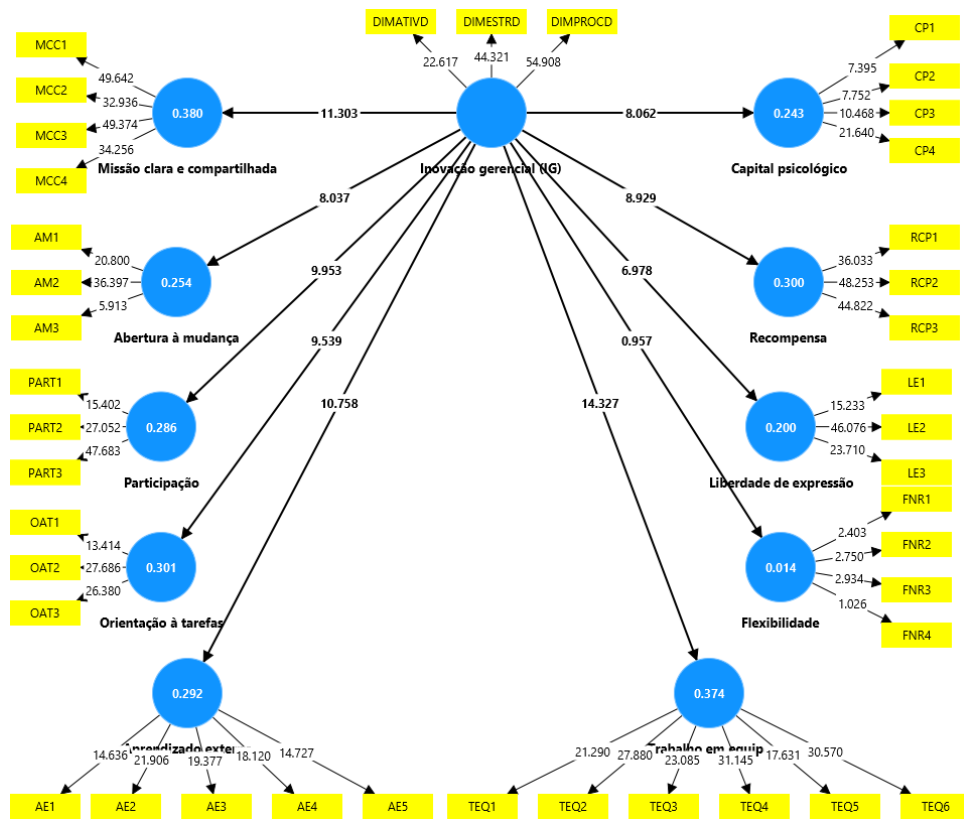 DIMATIVD
DIMESTRD
DIMPROCD
22.617
44.321
54.908
MCC1
MCC2
MCC3
MCC4
49.642
32.936
49.374
34.256
0.380
Missão clara e compartilhada
11.303
Inovação gerencial (IG)
8.062
0.243
Capital psicológico
7.395
7.752
10.468
21.640
CP1
CP2
CP3
CP4
AM1
AM2
AM3
20.800
36.397
5.913
0.254
Abertura à mudança
8.037
8.929
0.300
Recompensa
36.033
48.253
44.822
RCP1
RCP2
RCP3
PART1
PART2
PART3
15.402
27.052
47.683
0.286
Participação
9.953
6.978
0.200
Liberdade de expressão
15.233
46.076
23.710
LE1
LE2
LE3
OAT1
OAT2
OAT3
13.414
27.686
26.380
0.301
Orientação à tarefas
9.539
0.957
0.014
Flexibilidade
2.403
2.750
2.934
1.026
FNR1
FNR2
FNR3
FNR4
10.758
14.327
0.292
Aprendizado
14.636
21.906
19.377
18.120
14.727
AE1
AE2
AE3
AE4
AE5
0.374
Trabalho em equip
21.290
27.880
23.085
31.145
17.631
30.570
TEQ1
TEQ2
TEQ3
TEQ4
TEQ5
TEQ6